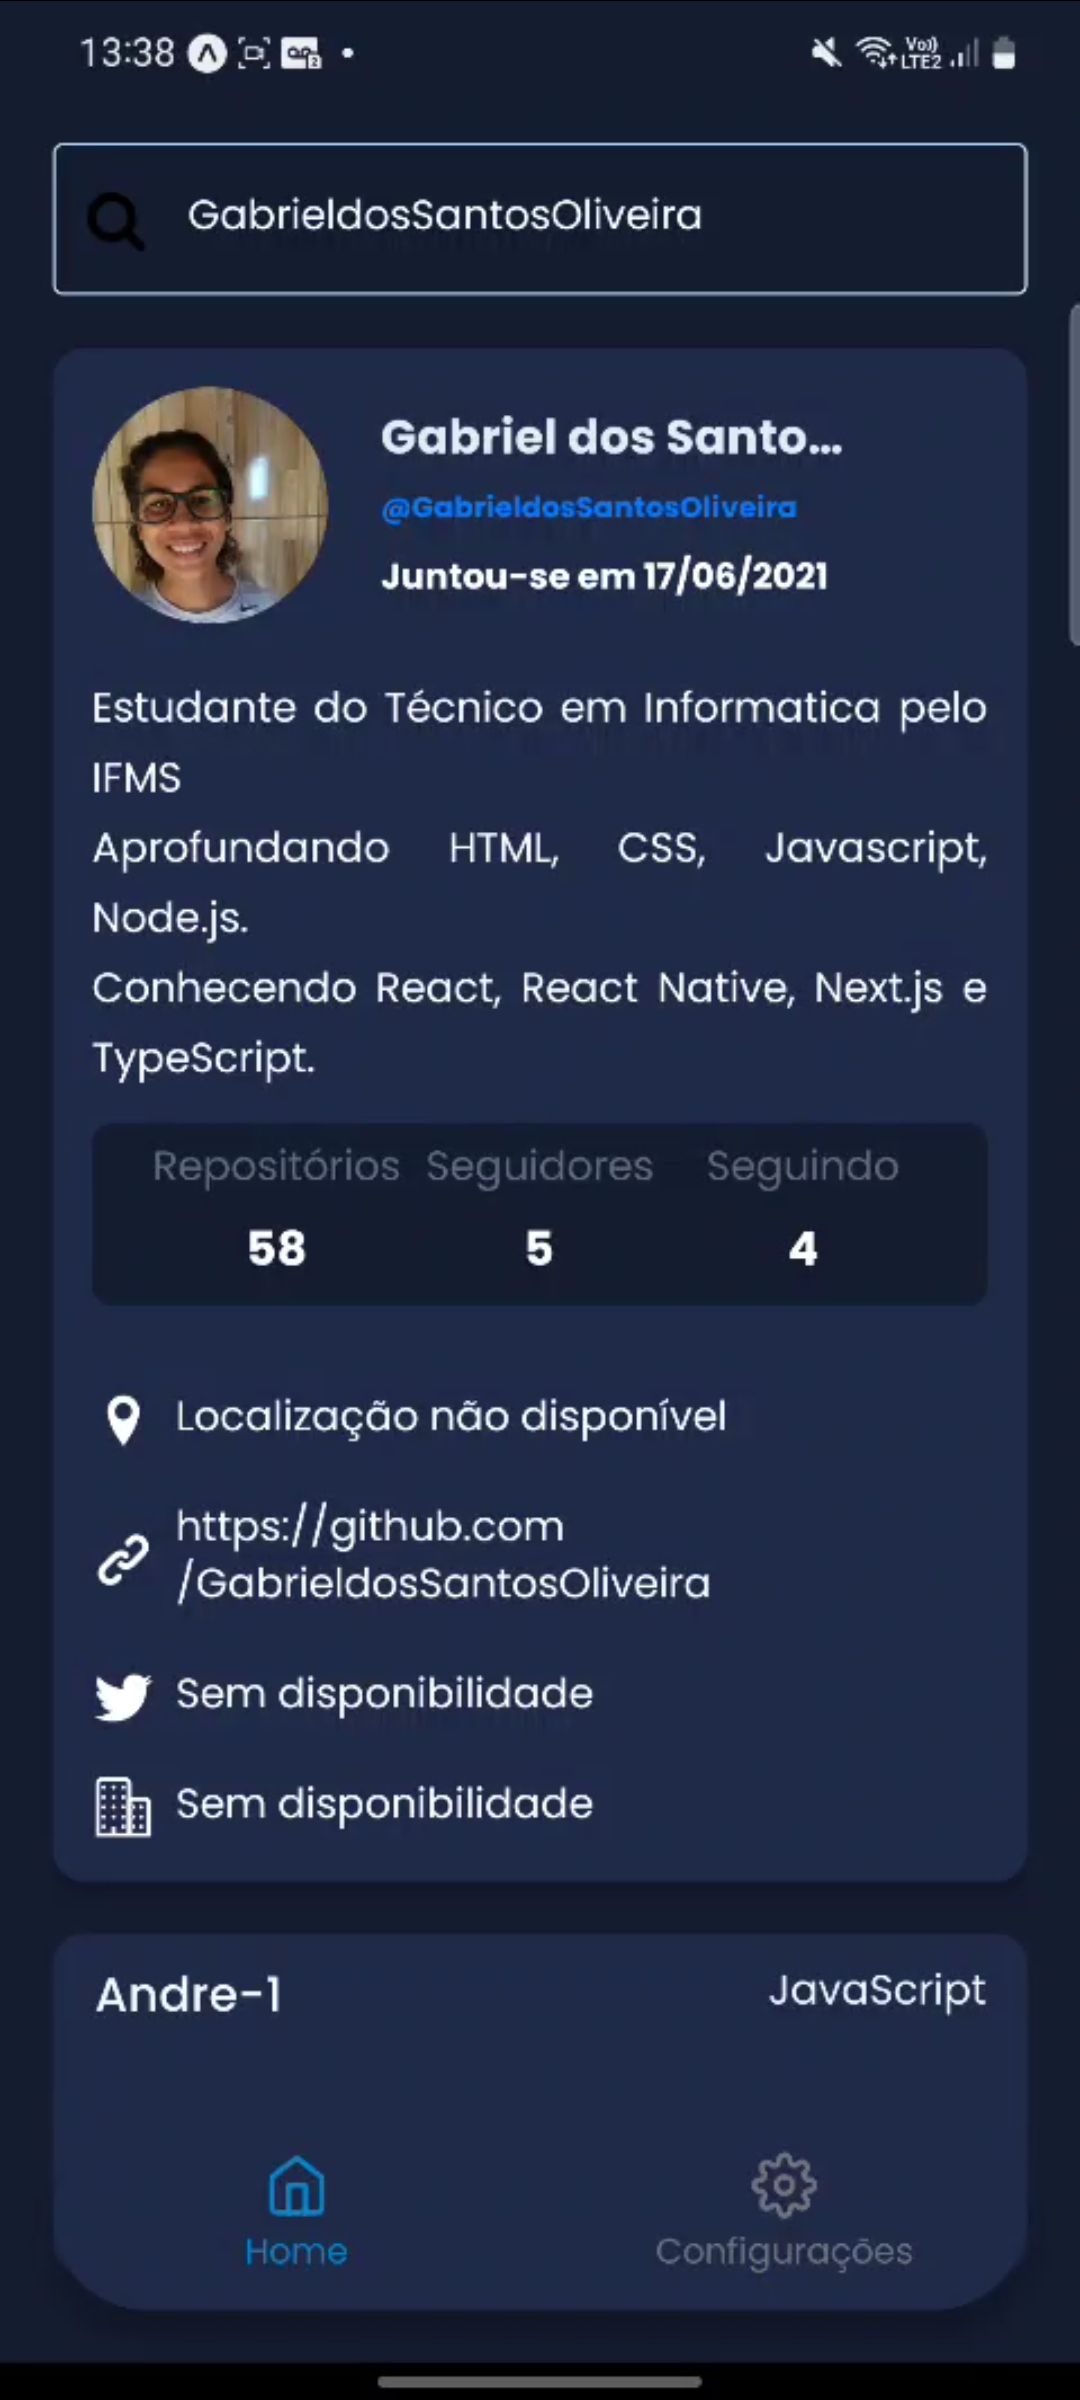 13:38
Vo)) LTE2
GabrieldosSantosOliveira
Gabriel dos Santo...
@GabrieldosSantosOliveira
Juntou-se em 17/06/2021
Estudante do Técnico em Informatica pelo
IFMS
Aprofundando HTML, CSS, Javascript,
Node.js.
Conhecendo React, React Native, Next.js e
TypeScript.
Repositórios Seguidores Seguindo
58 5 4
Localização não disponível
https://github.com
/GabrieldosSantosOliveira
Sem disponibilidade
Sem disponibilidade
Andre-1 JavaScript
Home Configurações